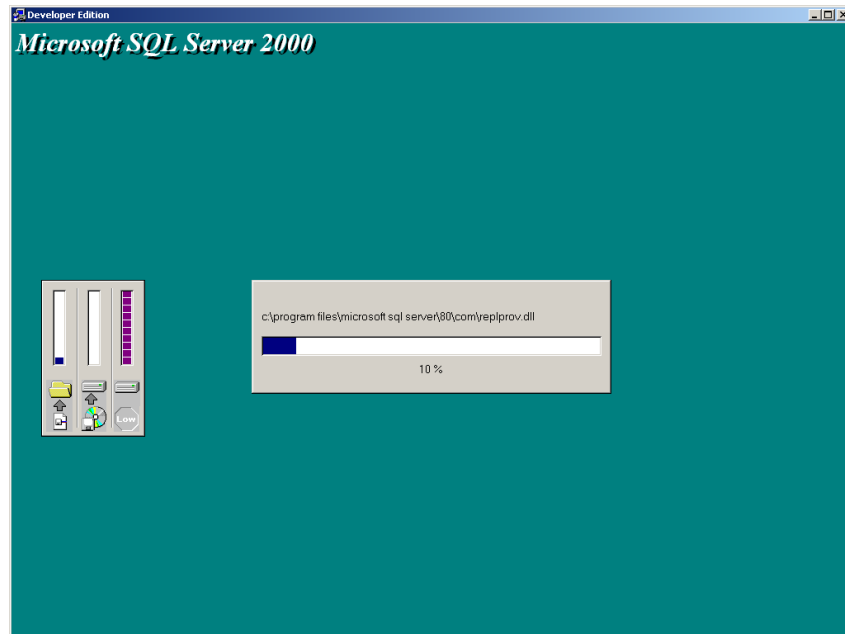 Developer Edition
Microsoft SQL Server 2000
c:\program files\microsoft sql server\80\com\replprov.dll
10 %
Low